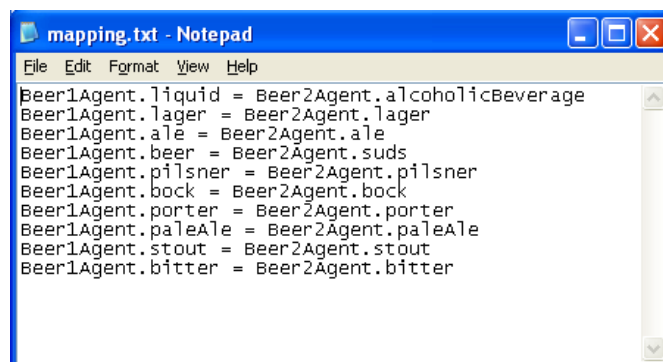 mapping.txt - Notepad
File Edit Format View Help
Beer1Agent.liquid = Beer2Agent.alcoholicBeverage
Beer1Agent.lager = Beer2Agent.lager
Beer1Agent.ale = Beer2Agent.ale
Beer1Agent.beer = Beer2Agent.suds
Beer1Agent.pilsner = Beer2Agent.pilsner
Beer1Agent.bock = Beer2Agent.bock
Beer1Agent.porter = Beer2Agent.porter
Beer1Agent.paleAle = Beer2Agent.paleAle
Beer1Agent.stout = Beer2Agent.stout
Beer1Agent.bitter = Beer2Agent.bitter